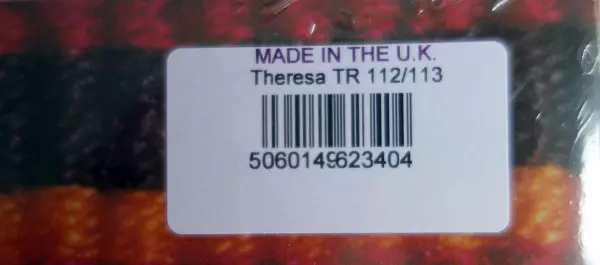 MADE IN THE U.K.
Theresa TR 112/113
5060149623404